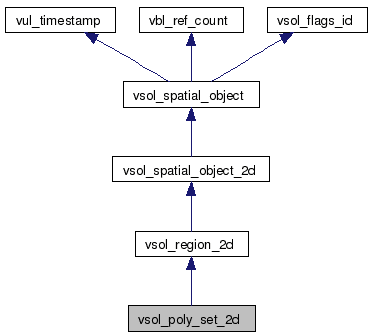 vul_timestamp vbl_ref_count vsol_flags_id
vsol_spatial_object
vsol_spatial_object_2d
vsol_region_2d
vsol_poly_set_2d